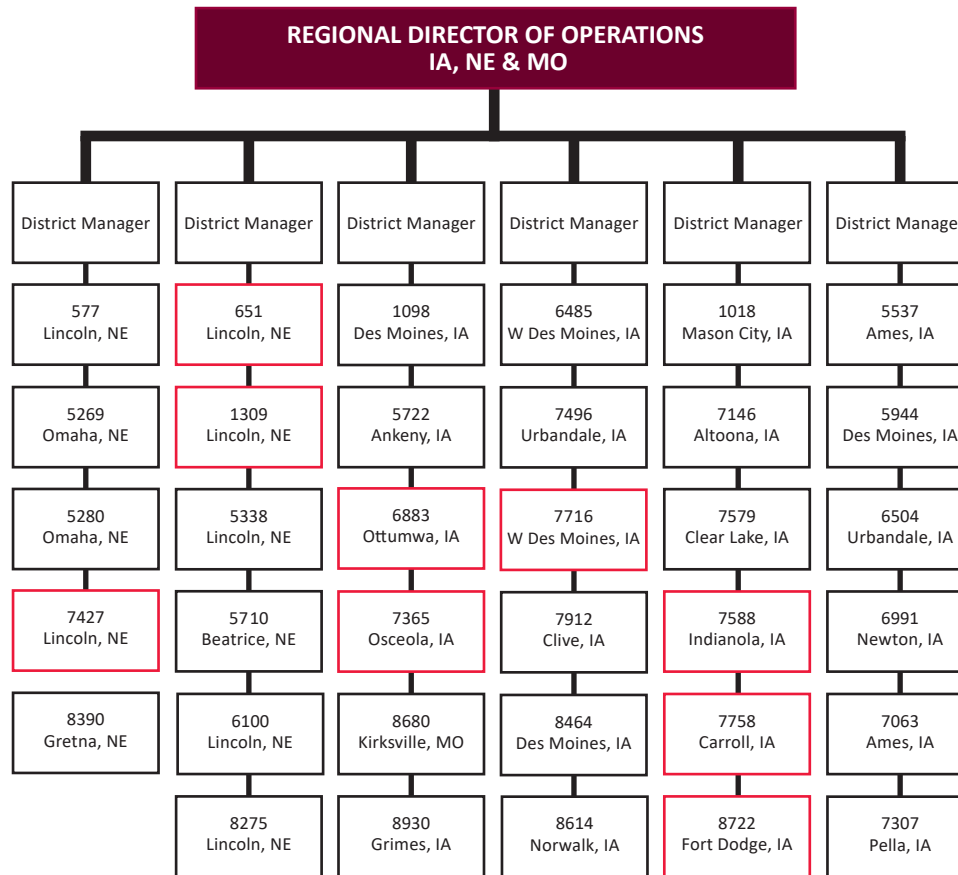 REGIONAL DIRECTOR OF OPERATIONS
IA, NE & MO
District Manager
District Manager
District Manager
District Manager
District Manager
District Manage
577
Lincoln, NE
651
Lincoln, NE
1098
Des Moines, IA
6485
W Des Moines, IA
1018
Mason City, IA
5537
Ames, IA
5269
Omaha, NE
1309
Lincoln, NE
5722
Ankeny, IA
7496
Urbandale, IA
7146
Altoona, IA
5944
Des Moines, IA
5280
Omaha, NE
5338
Lincoln, NE
6883
Ottumwa, IA
7716
W Des Moines, IA
7579
Clear Lake, IA
6504
Urbandale, IA
7427
Lincoln, NE
5710
Beatrice, NE
7365
Osceola, IA
7912
Clive, IA
7588
Indianola, IA
6991
Newton, IA
8390
Gretna, NE
6100
Lincoln, NE
8680
Kirksville, MO
8464
Des Moines, IA
7758
Carroll, IA
7063
Ames, IA
8275
Lincoln, NE
8930
Grimes, IA
8614
Norwalk, IA
8722
Fort Dodge, IA
7307
Pella, IA